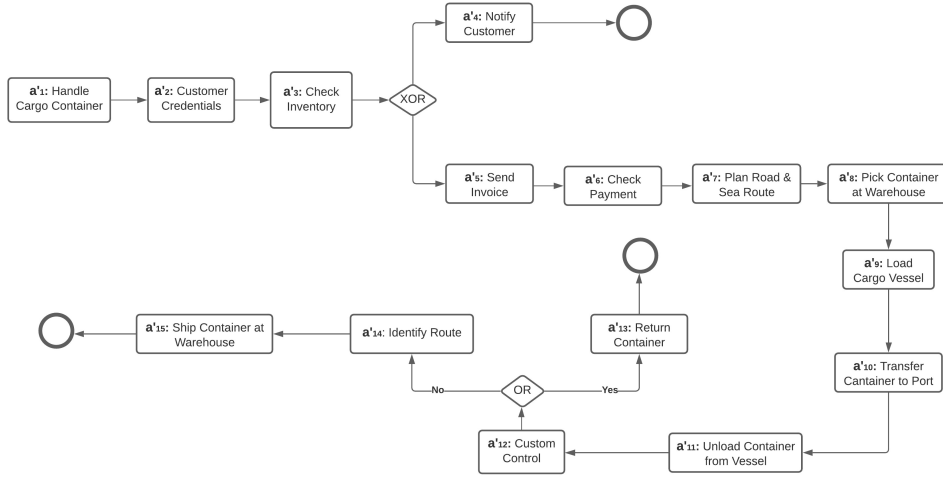 a'4: Notify
Customer
a'1: Handle
Cargo Container
a'2: Customer
Credentials
a'3: Check
Inventory
XOR
a'5: Send
Invoice
a'6: Check
Payment
a'7: Plan Road &
Sea Route
a'8: Pick Container
at Warehouse
a'9: Load
Cargo Vessel
a'15: Ship Container at
Warehouse
a'14: Identify Route
a'13: Return
Container
a'10: Transfer
Cantainer to Port
No
OR
Yes
a'12: Custom
Control
a'11: Unload Container
from Vessel